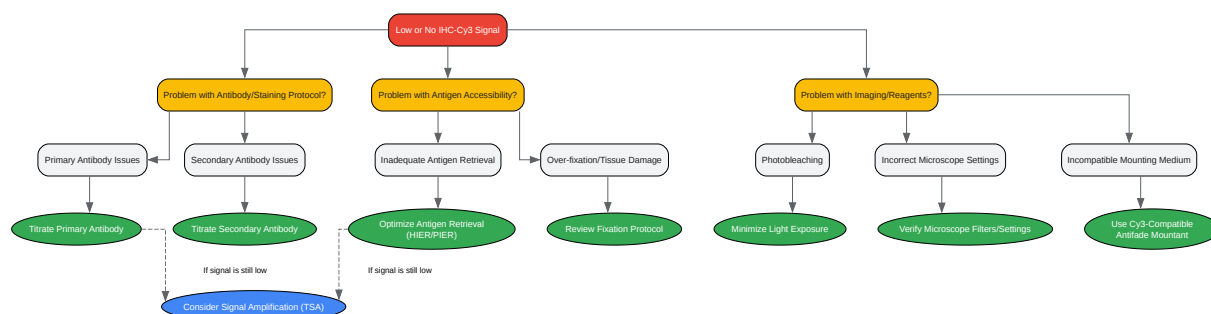 Low or No IHC-Cy3 Signal
Problem with Antibody/Staining Protocol?
Problem with Antigen Accessibility?
Problem with Imaging/Reagents?
Primary Antibody Issues
Secondary Antibody Issues
Inadequate Antigen Retrieval
Over-fixation/Tissue Damage
Photobleaching
Incorrect Microscope Settings
Incompatible Mounting Medium
Titrate Primary Antibody
Titrate Secondary Antibody
Optimize Antigen Retrieval
(HIER/PIER)
Review Fixation Protocol
Minimize Light Exposure
Verify Microscope Filters/Settings
Use Cy3-Compatible
Antifade Mountant
If signal is still low
If signal is still low
Consider Signal Amplification (TSA)